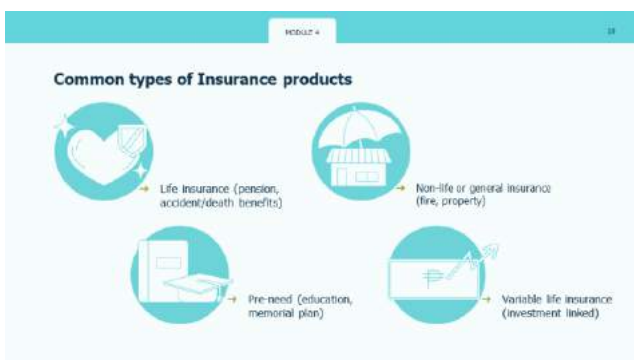 MODULE 4
Common types of Insurance products
→ Life insurance (pension,
accident/death benefits)
→ Non-life or general insurance
(fire, property)
→ Pre-need (education,
memorial plan)
→ Variable life insurance
(investment linked)